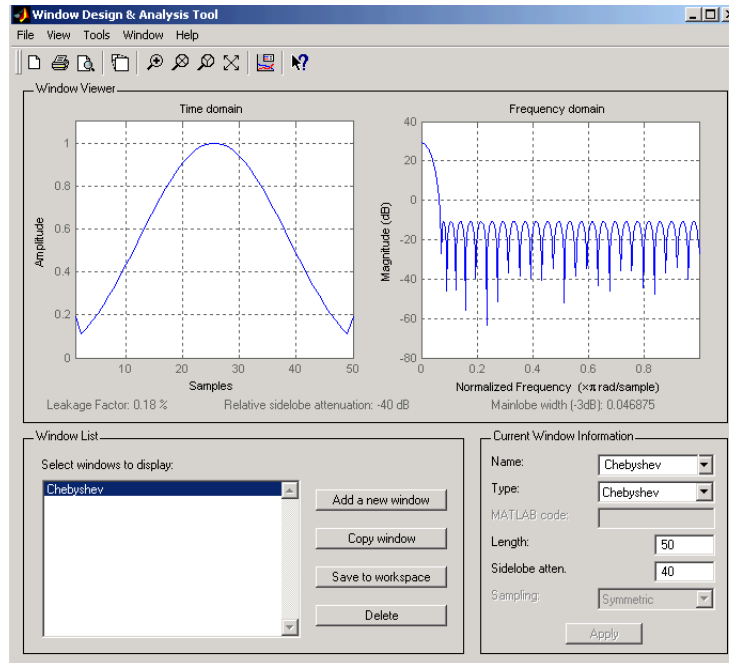 Window Design & Analysis Tool
File View Tools Window Help
Window Viewer
Time domain
Frequency domain
1
0.8
0.6
0.4
0.2
0
Amplitude
10 20 30 40 50
Samples
40
20
0
-20
-40
-60
-80
Magnitude (dB)
0 0.2 0.4 0.6 0.8
Normalized Frequency (×π rad/sample)
Leakage Factor: 0.18 % Relative sidelobe attenuation: -40 dB Mainlobe width (-3dB): 0.046875
Window List
Select windows to display:
Chebyshev
Add a new window
Copy window
Save to workspace
Delete
Current Window Information
Name: Chebyshev
Type: Chebyshev
MATLAB code:
Length: 50
Sidelobe atten. 40
Sampling: Symmetric
Apply